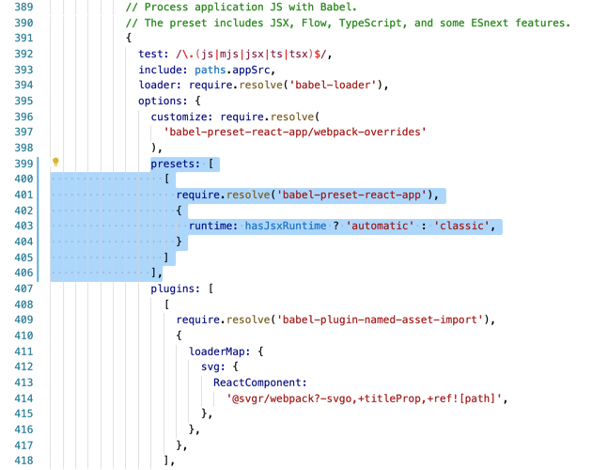 389 // Process application JS with Babel.
390 // The preset includes JSX, Flow, TypeScript, and some ESnext features.
391 {
392 test: /\.(js|mjs|jsx|ts|tsx)$/,
393 include: paths.appSrc,
394 loader: require.resolve('babel-loader'),
395 options: {
396 customize: require.resolve(
397 'babel-preset-react-app/webpack-overrides'
398 ),
399 presets: [
400 [
401 require.resolve('babel-preset-react-app'),
402 {
403 runtime: hasJsxRuntime ? 'automatic' : 'classic',
404 }
405 ]
406 ],
407 plugins: [
408 [
409 require.resolve('babel-plugin-named-asset-import'),
410 {
411 loaderMap: {
412 svg: {
413 ReactComponent:
414 '@svgr/webpack?-svgo,+titleProp,+ref![path]',
415 },
416 },
417 },
418 ],